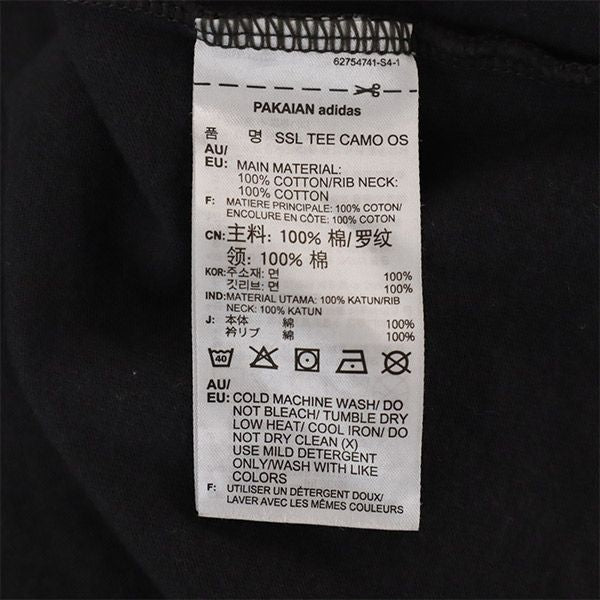 62754741-S4-1
PAKAIAN adidas
품 명 SSL TEE CAMO OS
AU/
EU: MAIN MATERIAL:
100% COTTON/RIB NECK:
100% COTTON
F: MATIERE PRINCIPALE: 100% COTON/
ENCOLURE EN CÔTE: 100% COTON
CN: 主料: 100% 棉/罗纹
领: 100% 棉
KOR: 주소재: 면 100%
깃리브: 면 100%
IND: MATERIAL UTAMA: 100% KATUN/RIB
NECK: 100% KATUN
J: 本体 綿 100%
衿リブ 綿 100%
40
AU/
EU: COLD MACHINE WASH/ DO
NOT BLEACH/ TUMBLE DRY
LOW HEAT/ COOL IRON/ DO
NOT DRY CLEAN (X)
USE MILD DETERGENT
ONLY/WASH WITH LIKE
COLORS
F: UTILISER UN DÉTERGENT DOUX/
LAVER AVEC LES MÊMES COULEURS